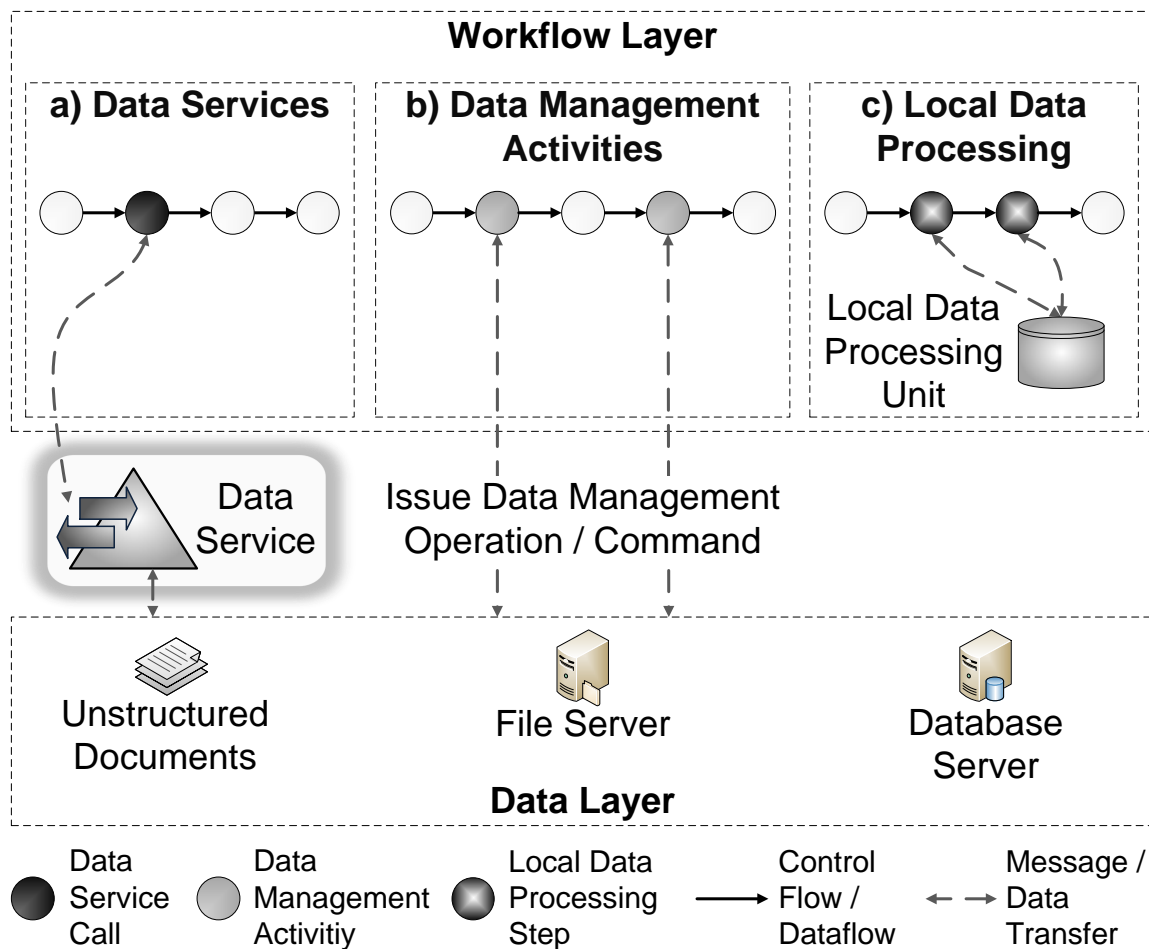 Workflow Layer
a) Data Services
b) Data Management
Activities
c) Local Data
Processing
Local Data
Processing
Unit
Data
Service
Issue Data Management
Operation / Command
Unstructured
Documents
File Server
Database
Server
Data Layer
Data
Service
Call
Data
Management
Activitiy
Local Data
Processing
Step
Control
Flow /
Dataflow
Message /
Data
Transfer